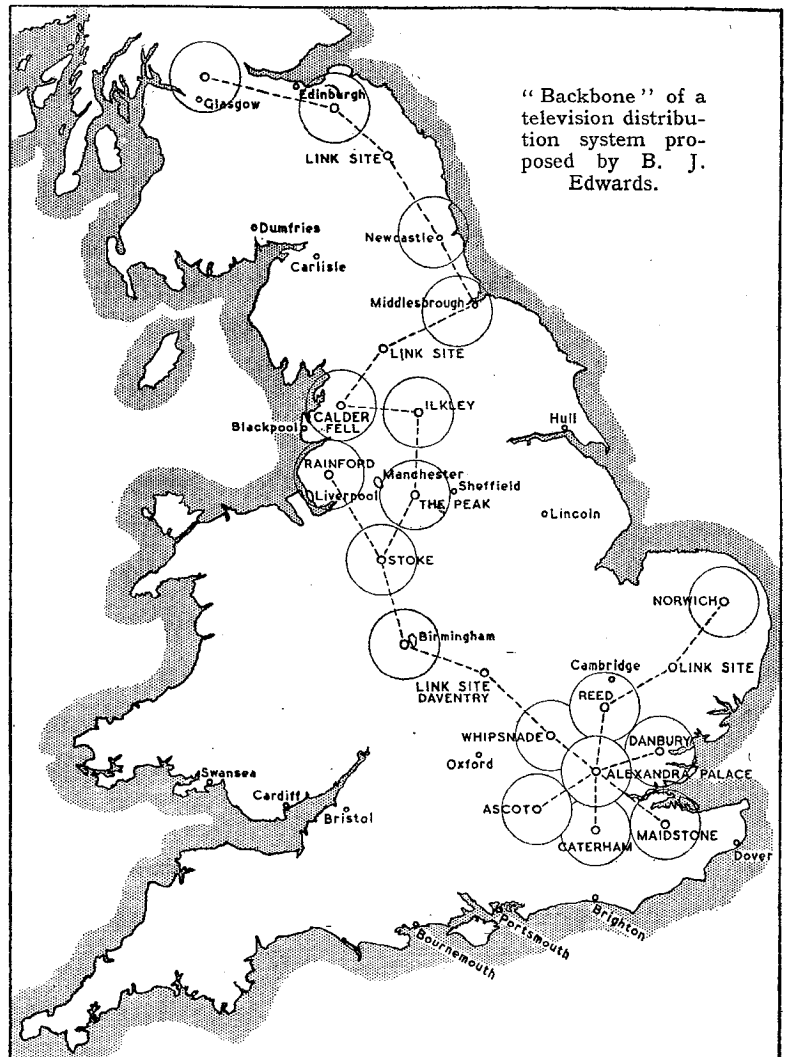 “ Backbone ” of a
television distribu-
tion system pro-
posed by B. J.
Edwards.
Glasgow
Edinburgh
LINK SITE
Newcastle
Dumfries
Carlisle
Middlesbrough
LINK SITE
CALDER
FELL
ILKLEY
Blackpool
Hull
RAINFORD
Manchester
Sheffield
Liverpool
THE PEAK
Lincoln
STOKE
NORWICH
Birmingham
LINK SITE
DAVENTRY
Cambridge
LINK SITE
REED
WHIPSNADE
DANBURY
Oxford
ALEXANDRA PALACE
Swansea
Cardiff
Bristol
ASCOT
CATERHAM
MAIDSTONE
Dover
Brighton
Portsmouth
Bournemouth